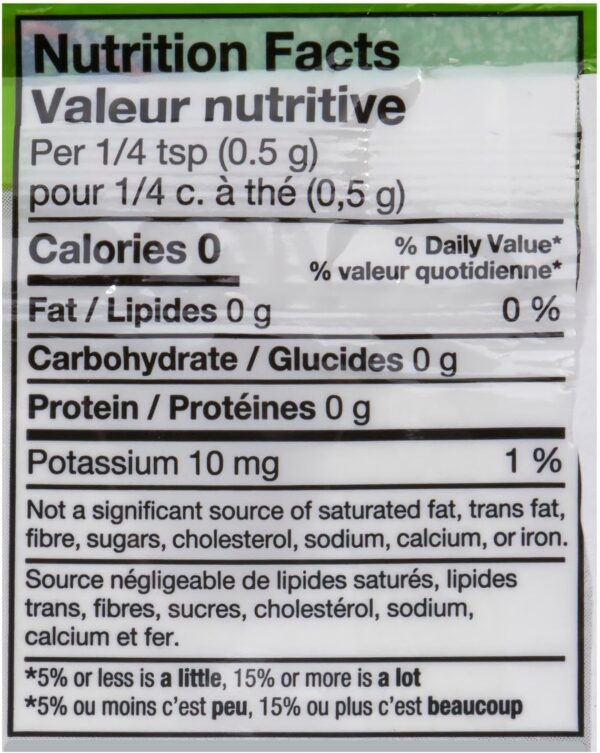 Nutrition Facts
Valeur nutritive
Per 1/4 tsp (0.5 g)
pour 1/4 c. à thé (0,5 g)
Calories 0
% Daily Value*
% valeur quotidienne*
Fat / Lipides 0 g 0 %
Carbohydrate / Glucides 0 g
Protein / Protéines 0 g
Potassium 10 mg 1 %
Not a significant source of saturated fat, trans fat,
fibre, sugars, cholesterol, sodium, calcium, or iron.
Source négligeable de lipides saturés, lipides
trans, fibres, sucres, cholestérol, sodium,
calcium et fer.
*5% or less is a little, 15% or more is a lot
*5% ou moins c'est peu, 15% ou plus c'est beaucoup